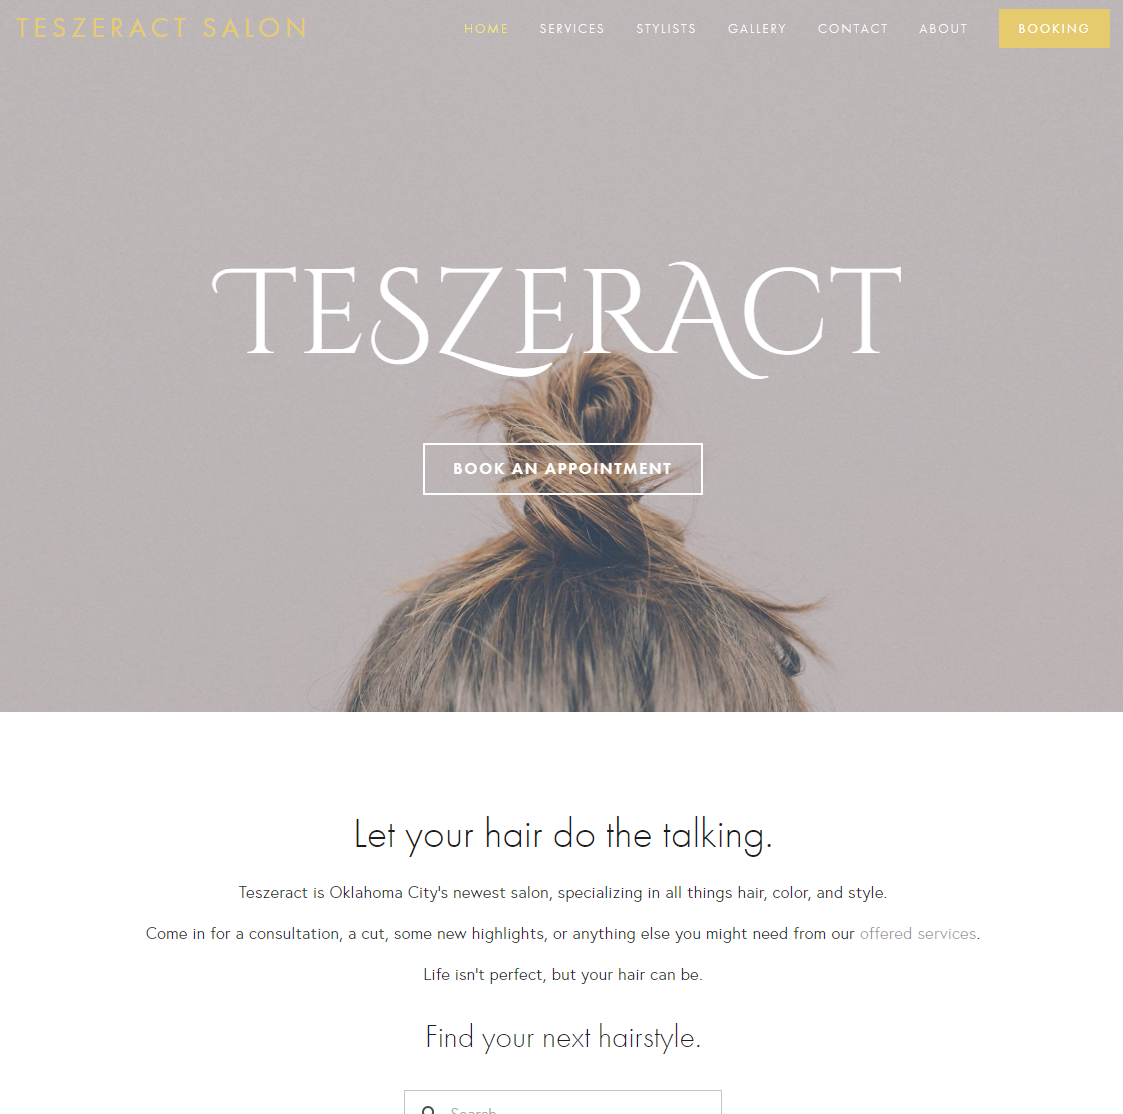 TESZERACT SALON
HOME SERVICES STYLISTS GALLERY CONTACT ABOUT BOOKING
TESZERACT
BOOK AN APPOINTMENT
Let your hair do the talking.
Teszeract is Oklahoma City's newest salon, specializing in all things hair, color, and style.
Come in for a consultation, a cut, some new highlights, or anything else you might need from our offered services.
Life isn't perfect, but your hair can be.
Find your next hairstyle.
Search